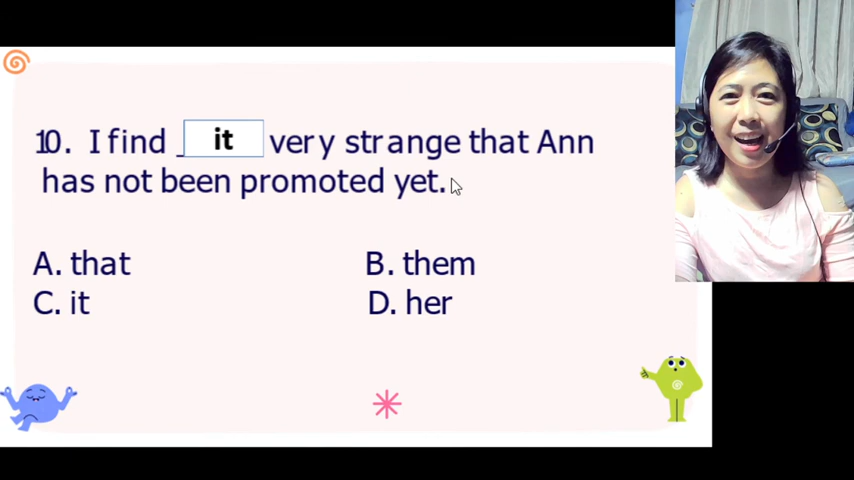 10. I find _ it very strange that Ann
has not been promoted yet.
A. that B. them
C. it D. her